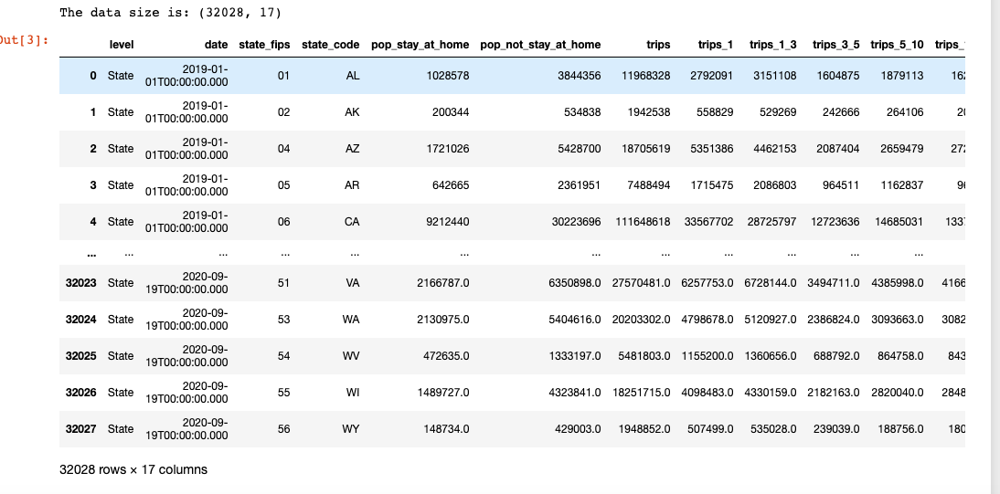 The data size is: (32028, 17)
Out[3]:
level date state_fips state_code pop_stay_at_home pop_not_stay_at_home trips trips_1 trips_1_3 trips_3_5 trips_5_10 trips_
2019-01-
0 State 01T00:00:00.000 01 AL 1028578 3844356 11968328 2792091 3151108 1604875 1879113 162
2019-01-
1 State 01T00:00:00.000 02 AK 200344 534838 1942538 558829 529269 242666 264106 20
2019-01-
2 State 01T00:00:00.000 04 AZ 1721026 5428700 18705619 5351386 4462153 2087404 2659479 272
2019-01-
3 State 01T00:00:00.000 05 AR 642665 2361951 7488494 1715475 2086803 964511 1162837 96
2019-01-
4 State 01T00:00:00.000 06 CA 9212440 30223696 111648618 33567702 28725797 12723636 14685031 133
... ... ... ... ... ... ... ... ... ... ... ...
2020-09-
32023 State 19T00:00:00.000 51 VA 2166787.0 6350898.0 27570481.0 6257753.0 6728144.0 3494711.0 4385998.0 4166
2020-09-
32024 State 19T00:00:00.000 53 WA 2130975.0 5404616.0 20203302.0 4798678.0 5120927.0 2386824.0 3093663.0 3082
2020-09-
32025 State 19T00:00:00.000 54 WV 472635.0 1333197.0 5481803.0 1155200.0 1360656.0 688792.0 864758.0 843
2020-09-
32026 State 19T00:00:00.000 55 WI 1489727.0 4323841.0 18251715.0 4098483.0 4330159.0 2182163.0 2820040.0 2848
2020-09-
32027 State 19T00:00:00.000 56 WY 148734.0 429003.0 1948852.0 507499.0 535028.0 239039.0 188756.0 180
32028 rows × 17 columns